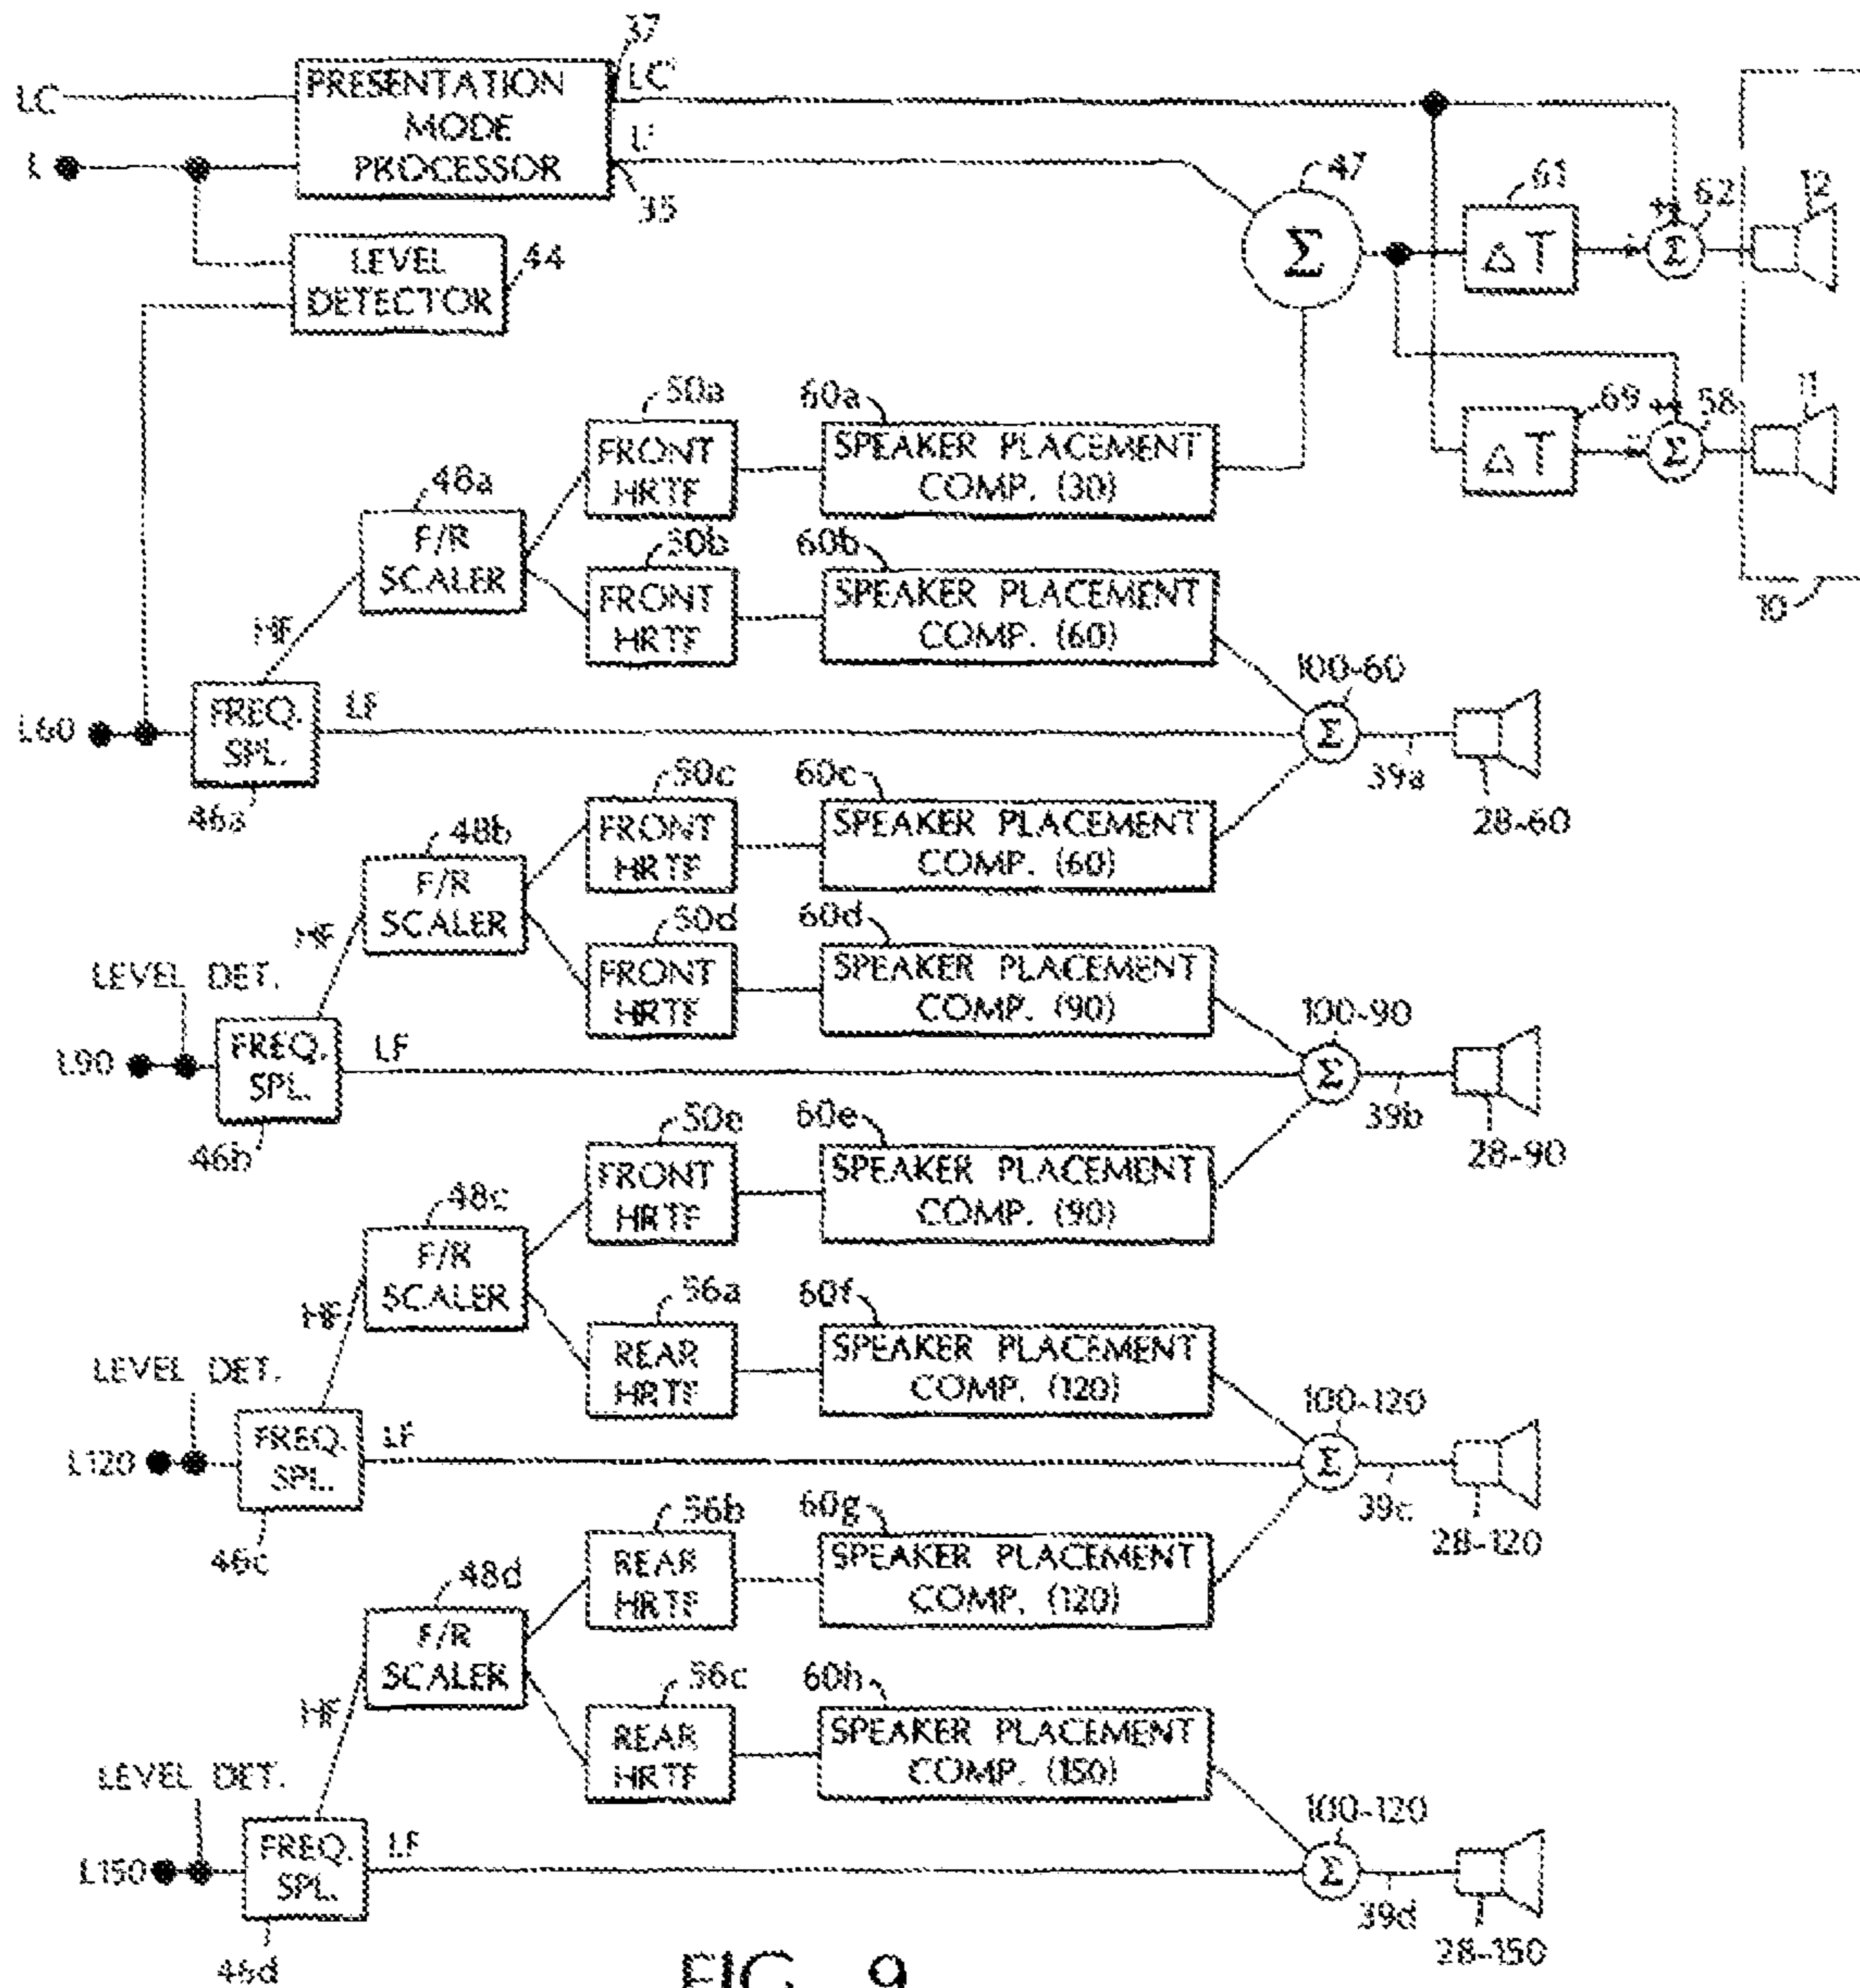 37
LC
PRESENTATION
MODE
PROCESSOR
LC'
L'
L
35
47
Σ
61
Δ T
62
Σ
12
LEVEL
DETECTOR
44
69
Δ T
58
Σ
11
10
50a
FRONT
HRTF
60a
SPEAKER PLACEMENT
COMP. (30)
48a
F/R
SCALER
50b
FRONT
HRTF
60b
SPEAKER PLACEMENT
COMP. (60)
HF
L60
FREQ.
SPL.
LF
46a
100-60
Σ
39a
28-60
50c
FRONT
HRTF
60c
SPEAKER PLACEMENT
COMP. (60)
48b
F/R
SCALER
HF
50d
FRONT
HRTF
60d
SPEAKER PLACEMENT
COMP. (90)
LEVEL DET.
L90
FREQ.
SPL.
LF
46b
100-90
Σ
39b
28-90
50e
FRONT
HRTF
60e
SPEAKER PLACEMENT
COMP. (90)
48c
F/R
SCALER
HF
56a
REAR
HRTF
60f
SPEAKER PLACEMENT
COMP. (120)
LEVEL DET.
L120
FREQ.
SPL.
LF
46c
100-120
Σ
39c
28-120
56b
REAR
HRTF
60g
SPEAKER PLACEMENT
COMP. (120)
48d
F/R
SCALER
HF
56c
REAR
HRTF
60h
SPEAKER PLACEMENT
COMP. (150)
LEVEL DET.
L150
FREQ.
SPL.
LF
46d
100-120
Σ
39d
28-150
FIG. 9